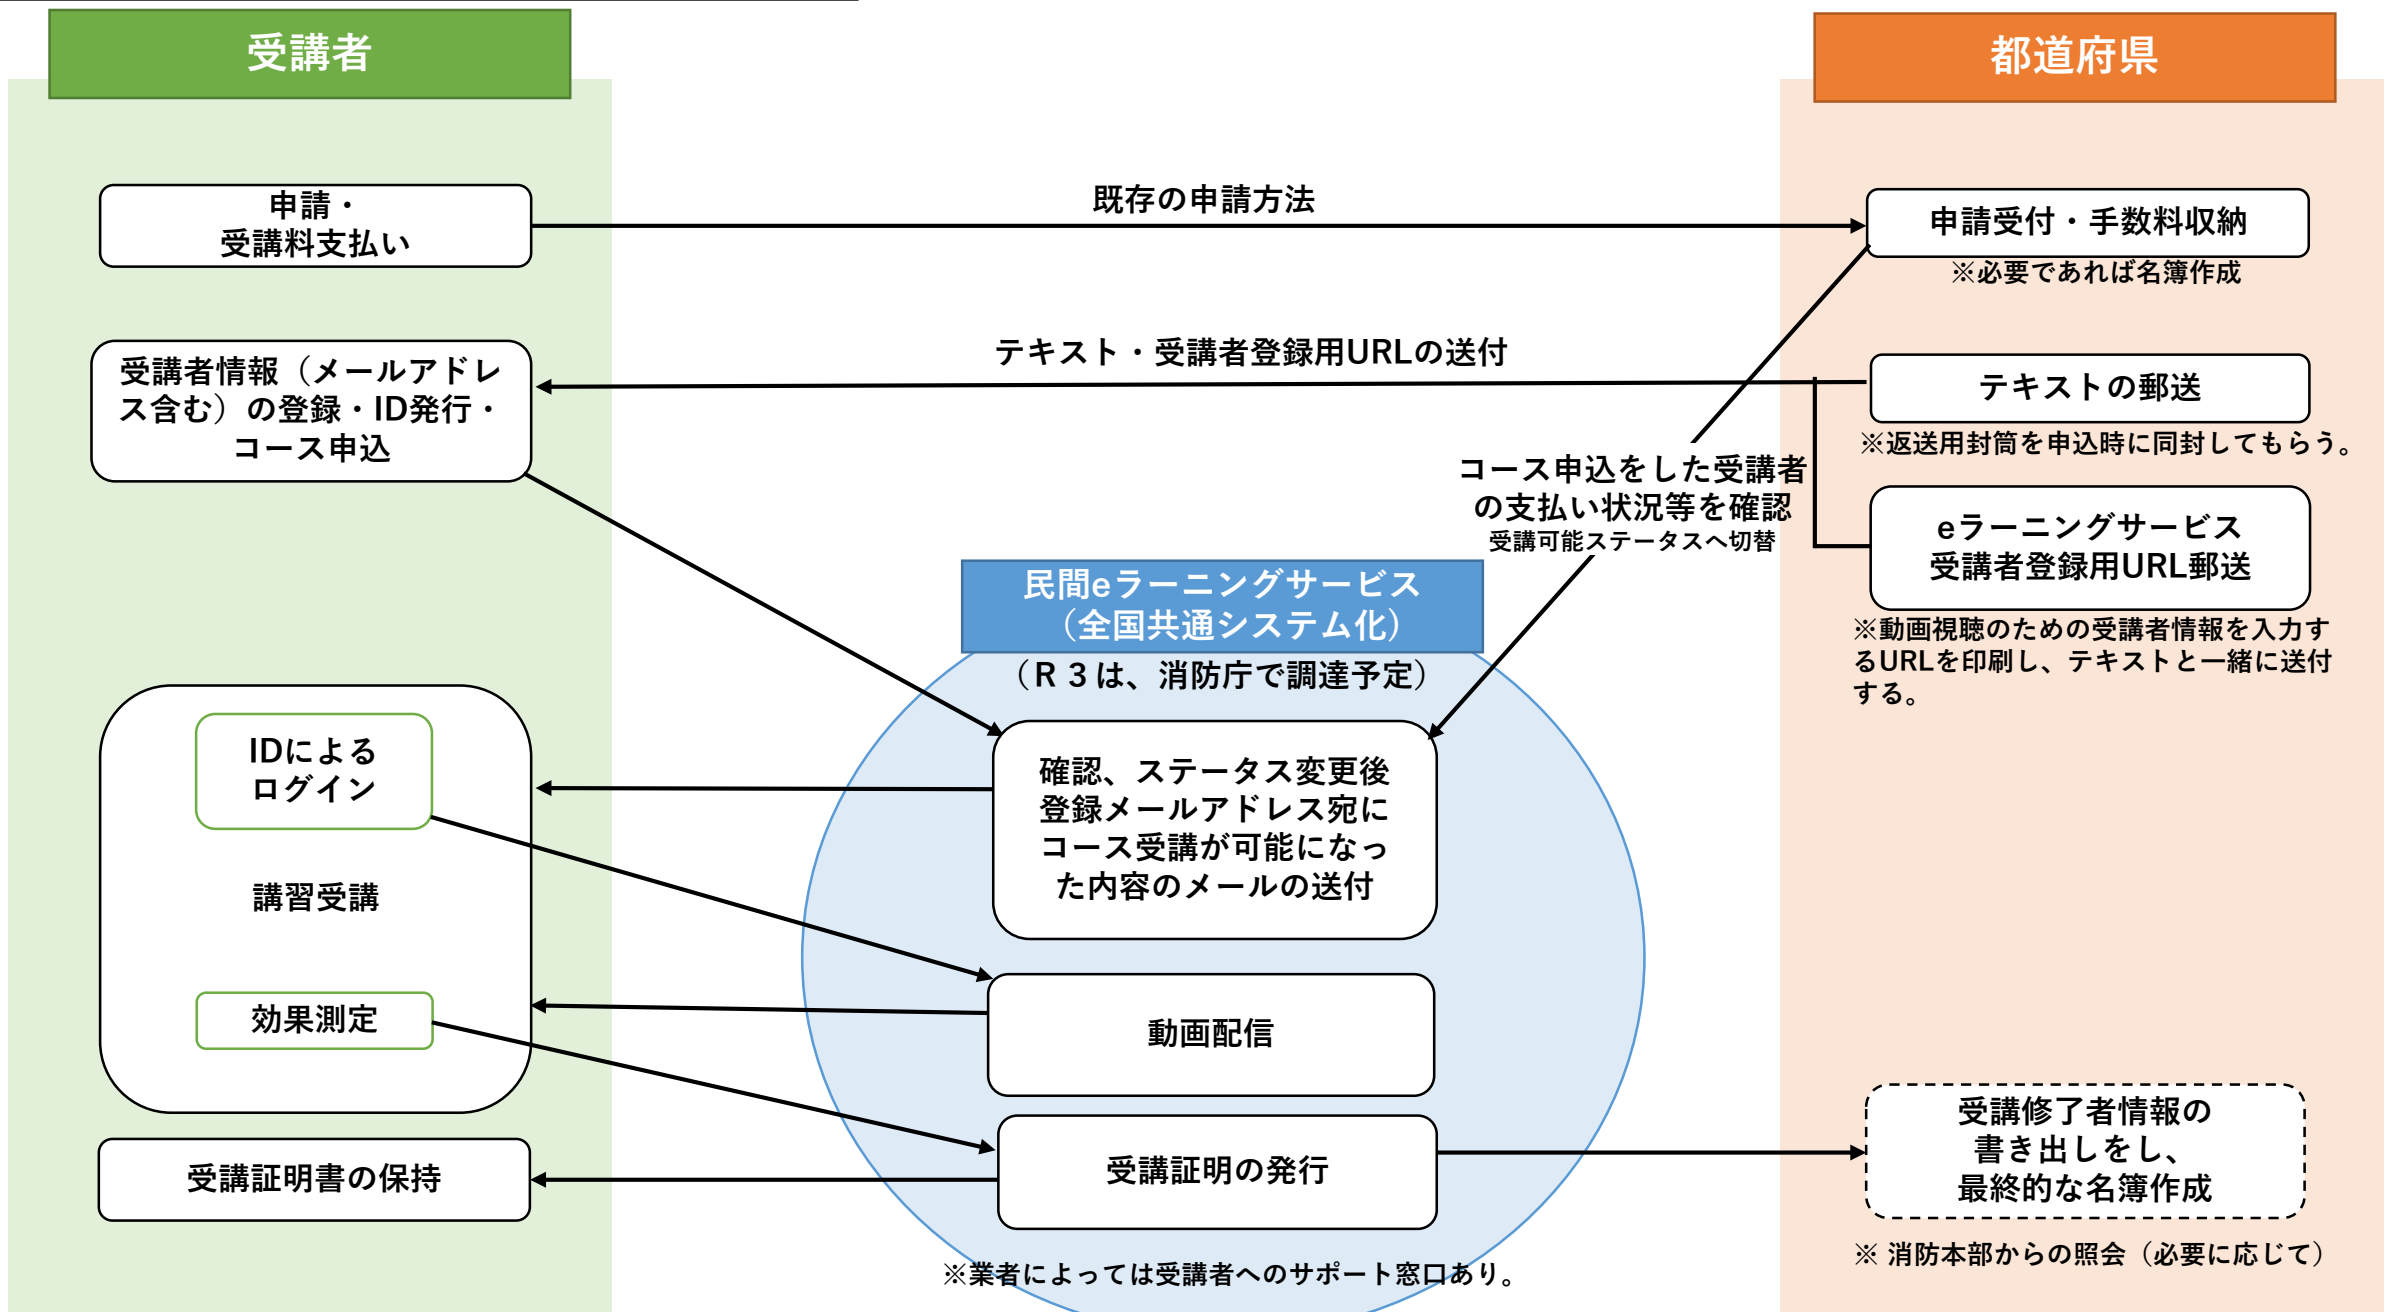 受講者
都道府県
申請・
受講料支払い
既存の申請方法
申請受付・手数料収納
※必要であれば名簿作成
受講者情報（メールアドレ
ス含む）の登録・ID発行・
コース申込
テキスト・受講者登録用URLの送付
テキストの郵送
※返送用封筒を申込時に同封してもらう。
コース申込をした受講者
の支払い状況等を確認
受講可能ステータスへ切替
eラーニングサービス
受講者登録用URL郵送
※動画視聴のための受講者情報を入力す
るURLを印刷し、テキストと一緒に送付
する。
民間eラーニングサービス
（全国共通システム化）
（Ｒ３は、消防庁で調達予定）
IDによる
ログイン
講習受講
効果測定
確認、ステータス変更後
登録メールアドレス宛に
コース受講が可能になっ
た内容のメールの送付
動画配信
受講証明の発行
受講証明書の保持
受講修了者情報の
書き出しをし、
最終的な名簿作成
※ 消防本部からの照会（必要に応じて）
※業者によっては受講者へのサポート窓口あり。